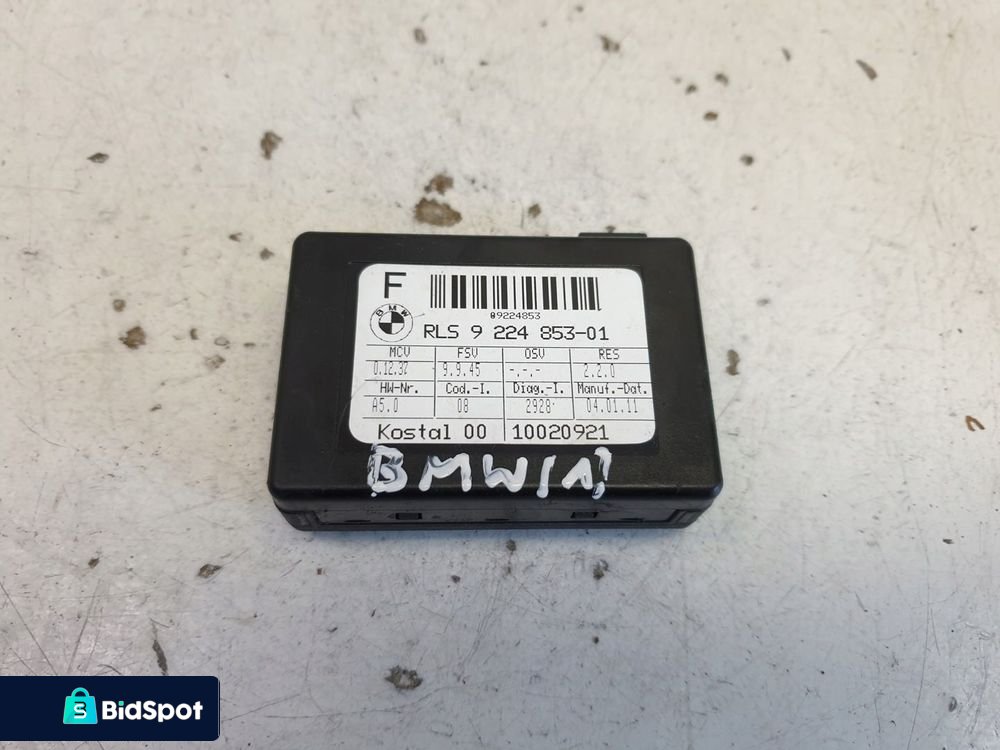 F
BMW
09224853
RLS 9 224 853-01
MCV FSV OSV RES
0.12.32 9.9.45 -.-.- 2.2.0
HW-Nr. Cod.-I. Diag.-I. Manuf.-Dat.
A5.0 08 2928 04.01.11
Kostal 00 10020921
BMW
S BidSpot